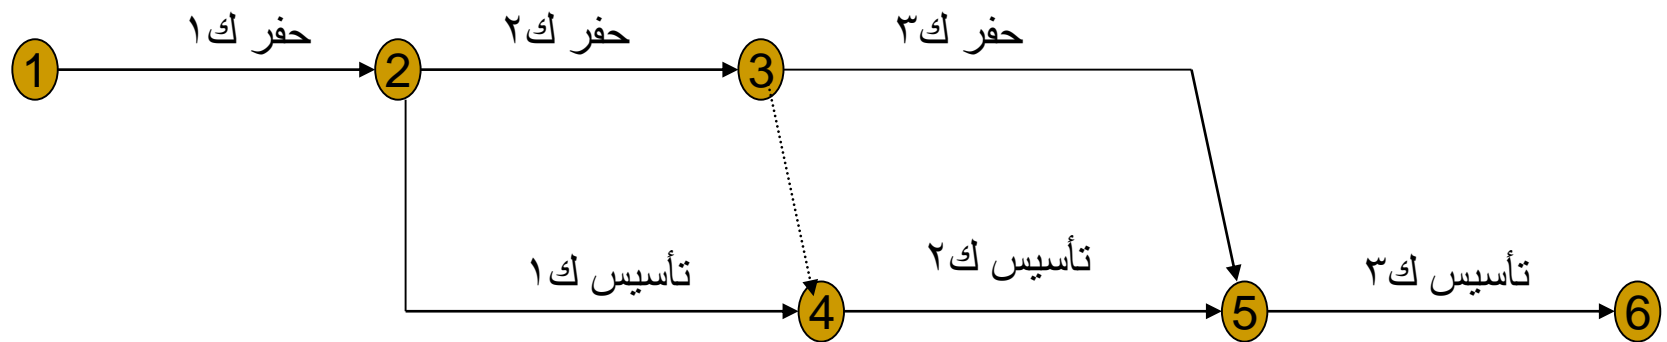 حفر ك١
حفر ك٢
حفر ك٣
1
2
3
تأسيس ك١
تأسيس ك٢
تأسيس ك٣
4
5
6